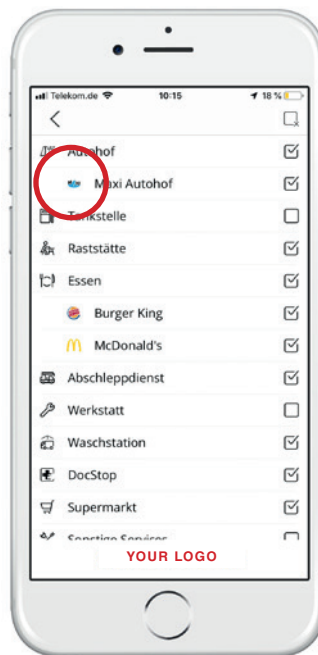 Telekom.de 10:15 18 %
Autohof
Maxi Autohof
Tankstelle
Raststätte
Essen
Burger King
McDonald's
Abschleppdienst
Werkstatt
Waschstation
DocStop
Supermarkt
Sonstige Services
YOUR LOGO